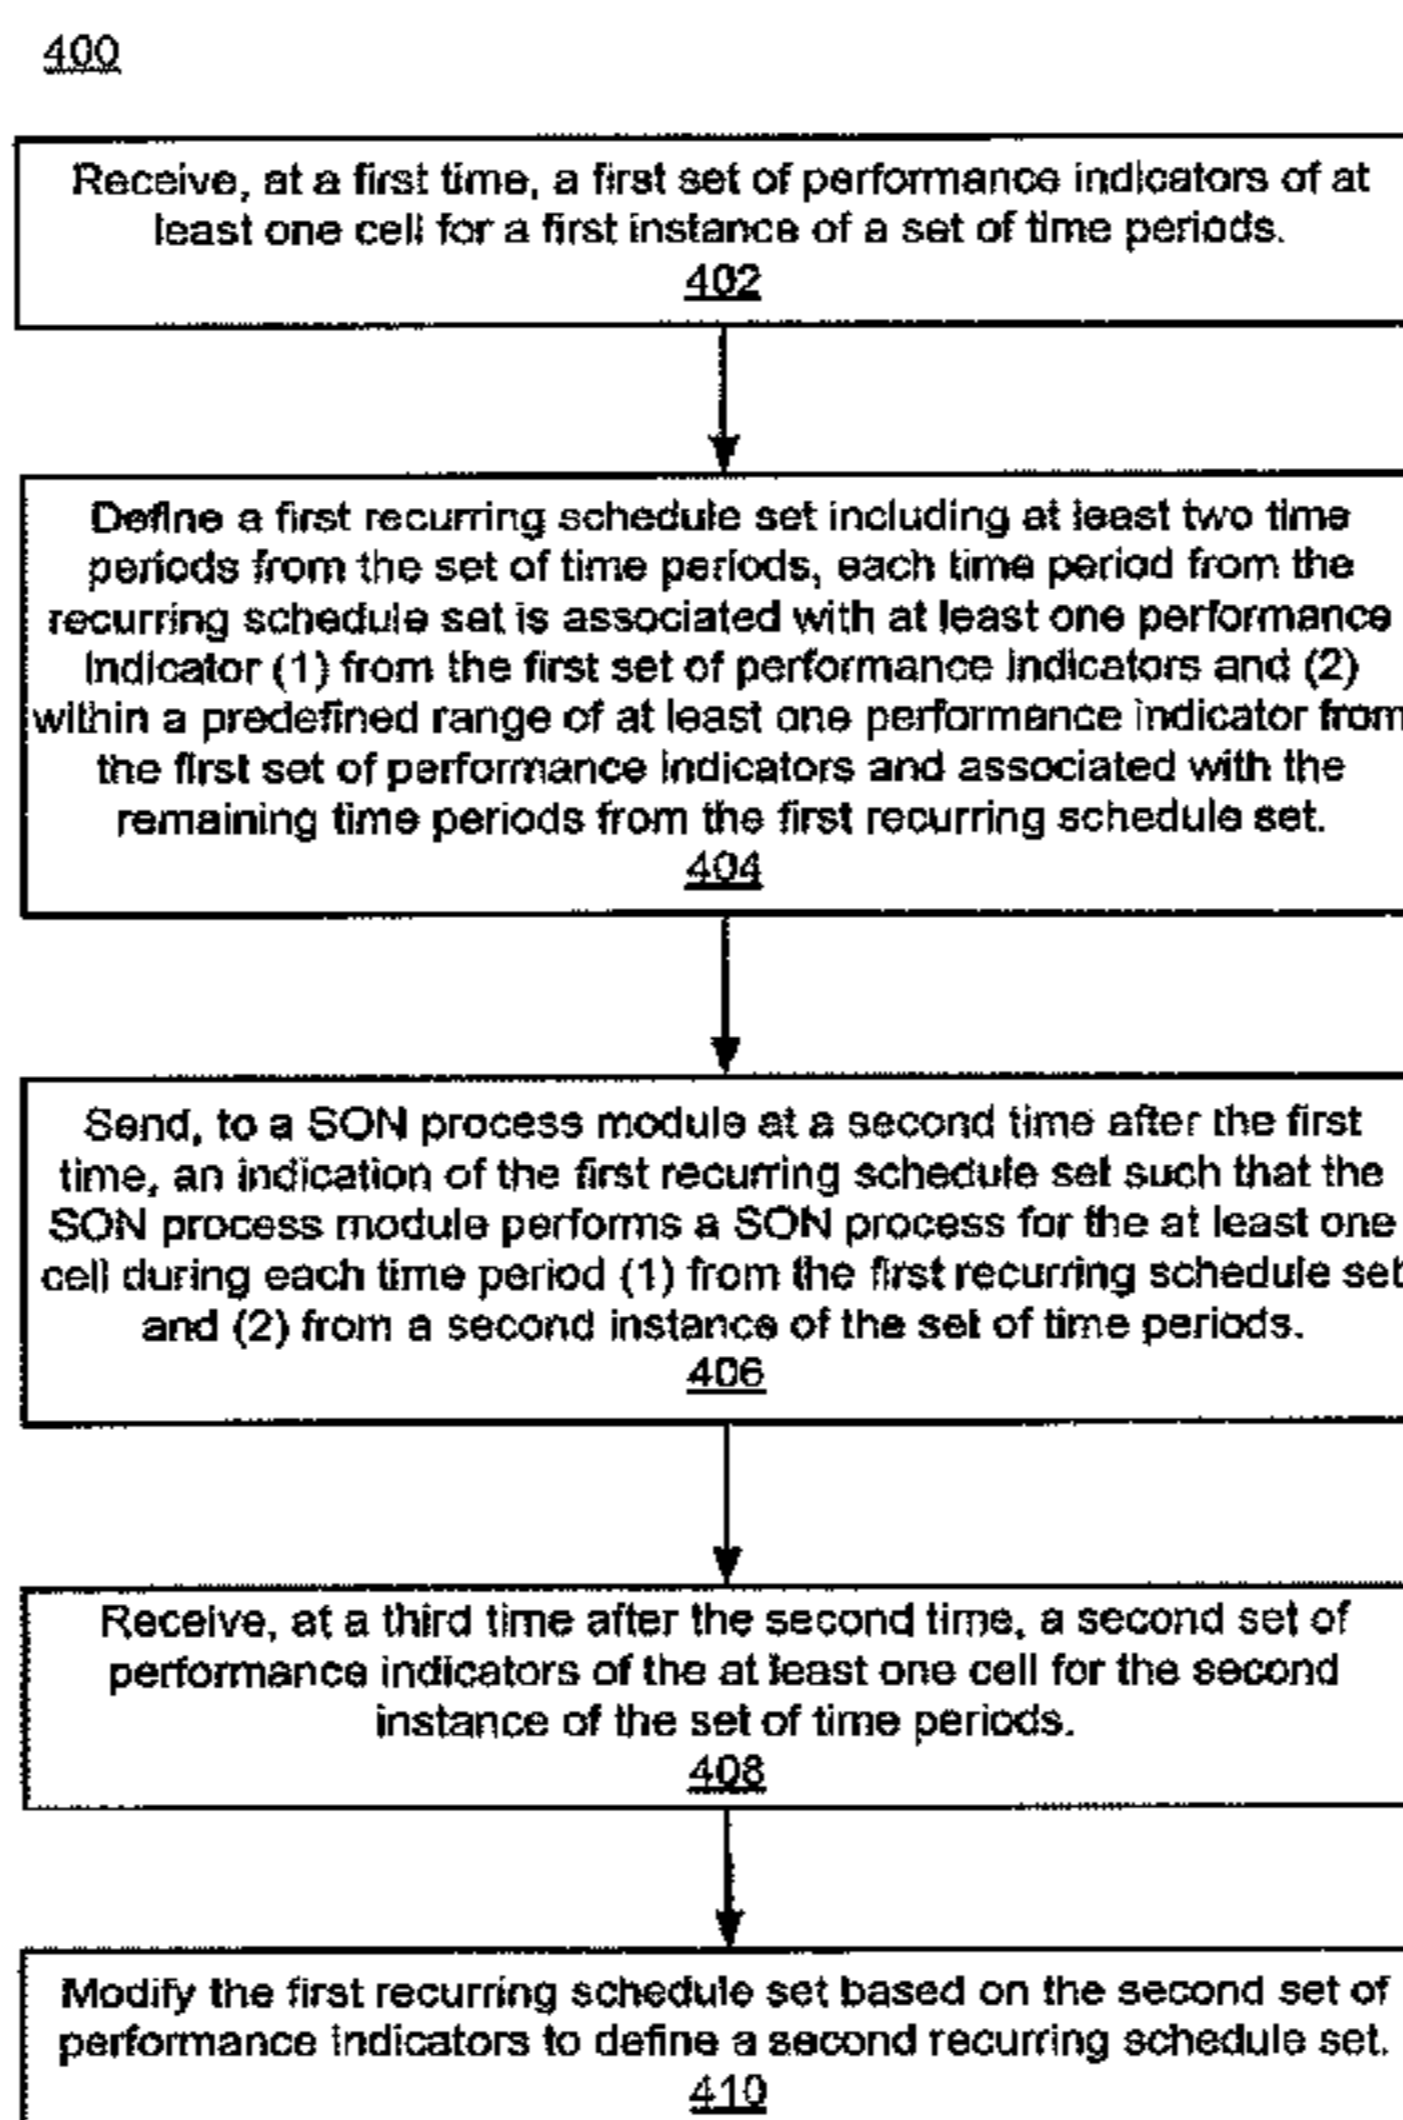 400
Receive, at a first time, a first set of performance indicators of at
least one cell for a first instance of a set of time periods.
402
Define a first recurring schedule set including at least two time
periods from the set of time periods, each time period from the
recurring schedule set is associated with at least one performance
indicator (1) from the first set of performance indicators and (2)
within a predefined range of at least one performance indicator from
the first set of performance indicators and associated with the
remaining time periods from the first recurring schedule set.
404
Send, to a SON process module at a second time after the first
time, an indication of the first recurring schedule set such that the
SON process module performs a SON process for the at least one
cell during each time period (1) from the first recurring schedule set
and (2) from a second instance of the set of time periods.
406
Receive, at a third time after the second time, a second set of
performance indicators of the at least one cell for the second
instance of the set of time periods.
408
Modify the first recurring schedule set based on the second set of
performance indicators to define a second recurring schedule set.
410